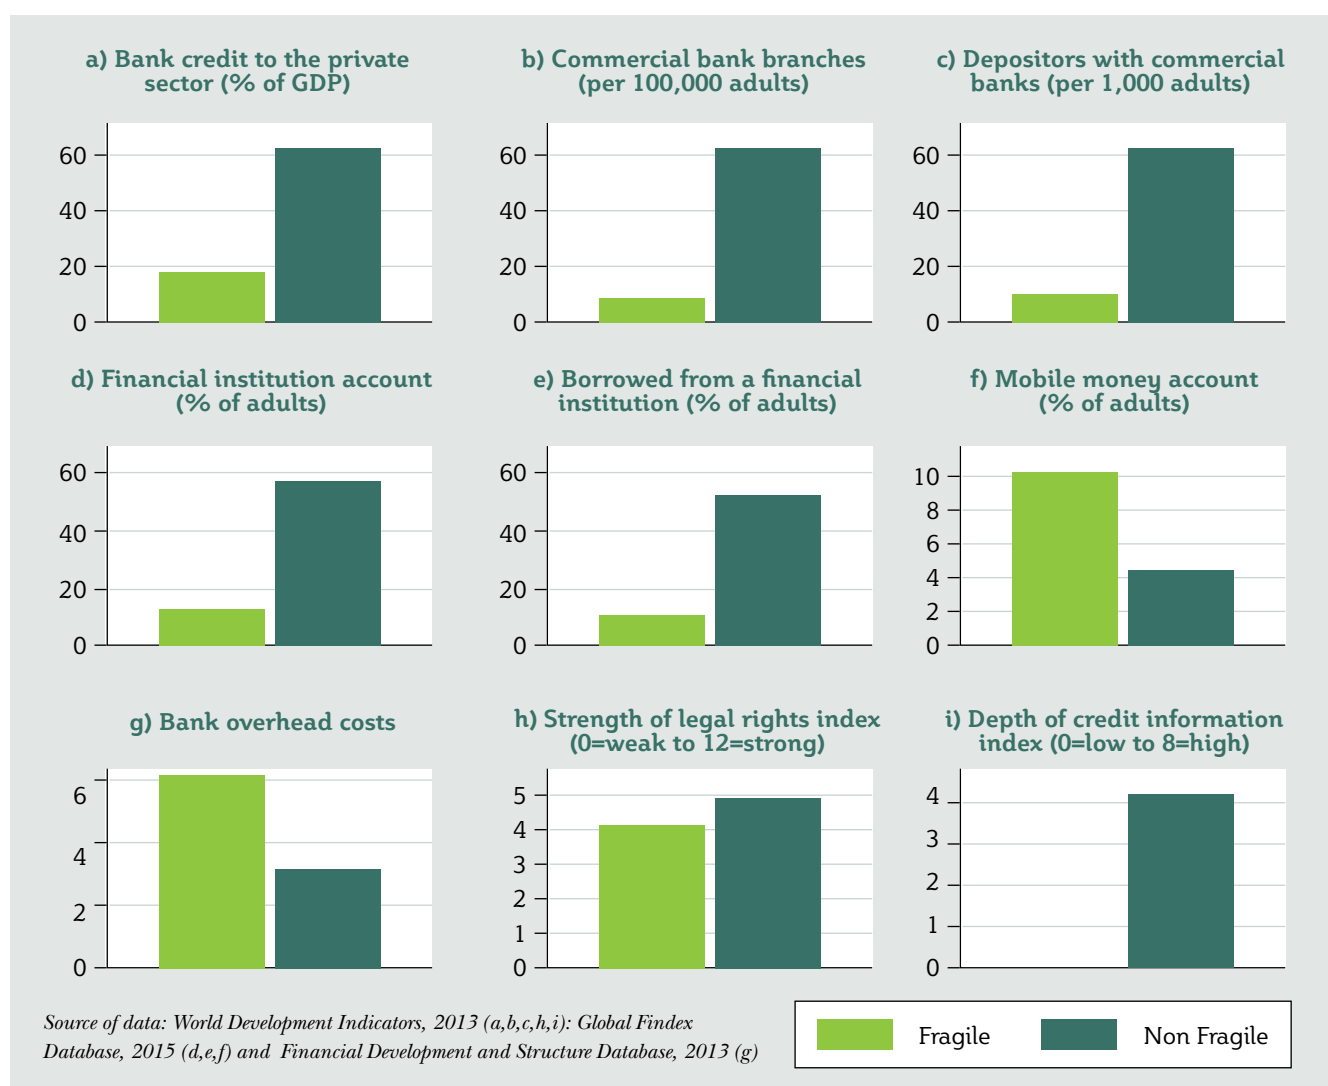 a) Bank credit to the private
sector (% of GDP)
60
40
20
0
b) Commercial bank branches
(per 100,000 adults)
60
40
20
0
c) Depositors with commercial
banks (per 1,000 adults)
60
40
20
0
d) Financial institution account
(% of adults)
60
40
20
0
e) Borrowed from a financial
institution (% of adults)
60
40
20
0
f) Mobile money account
(% of adults)
10
8
6
4
2
0
g) Bank overhead costs
6
4
2
0
h) Strength of legal rights index
(0=weak to 12=strong)
5
4
3
2
1
0
i) Depth of credit information
index (0=low to 8=high)
4
3
2
1
0
Source of data: World Development Indicators, 2013 (a,b,c,h,i): Global Findex
Database, 2015 (d,e,f) and Financial Development and Structure Database, 2013 (g)
Fragile
Non Fragile